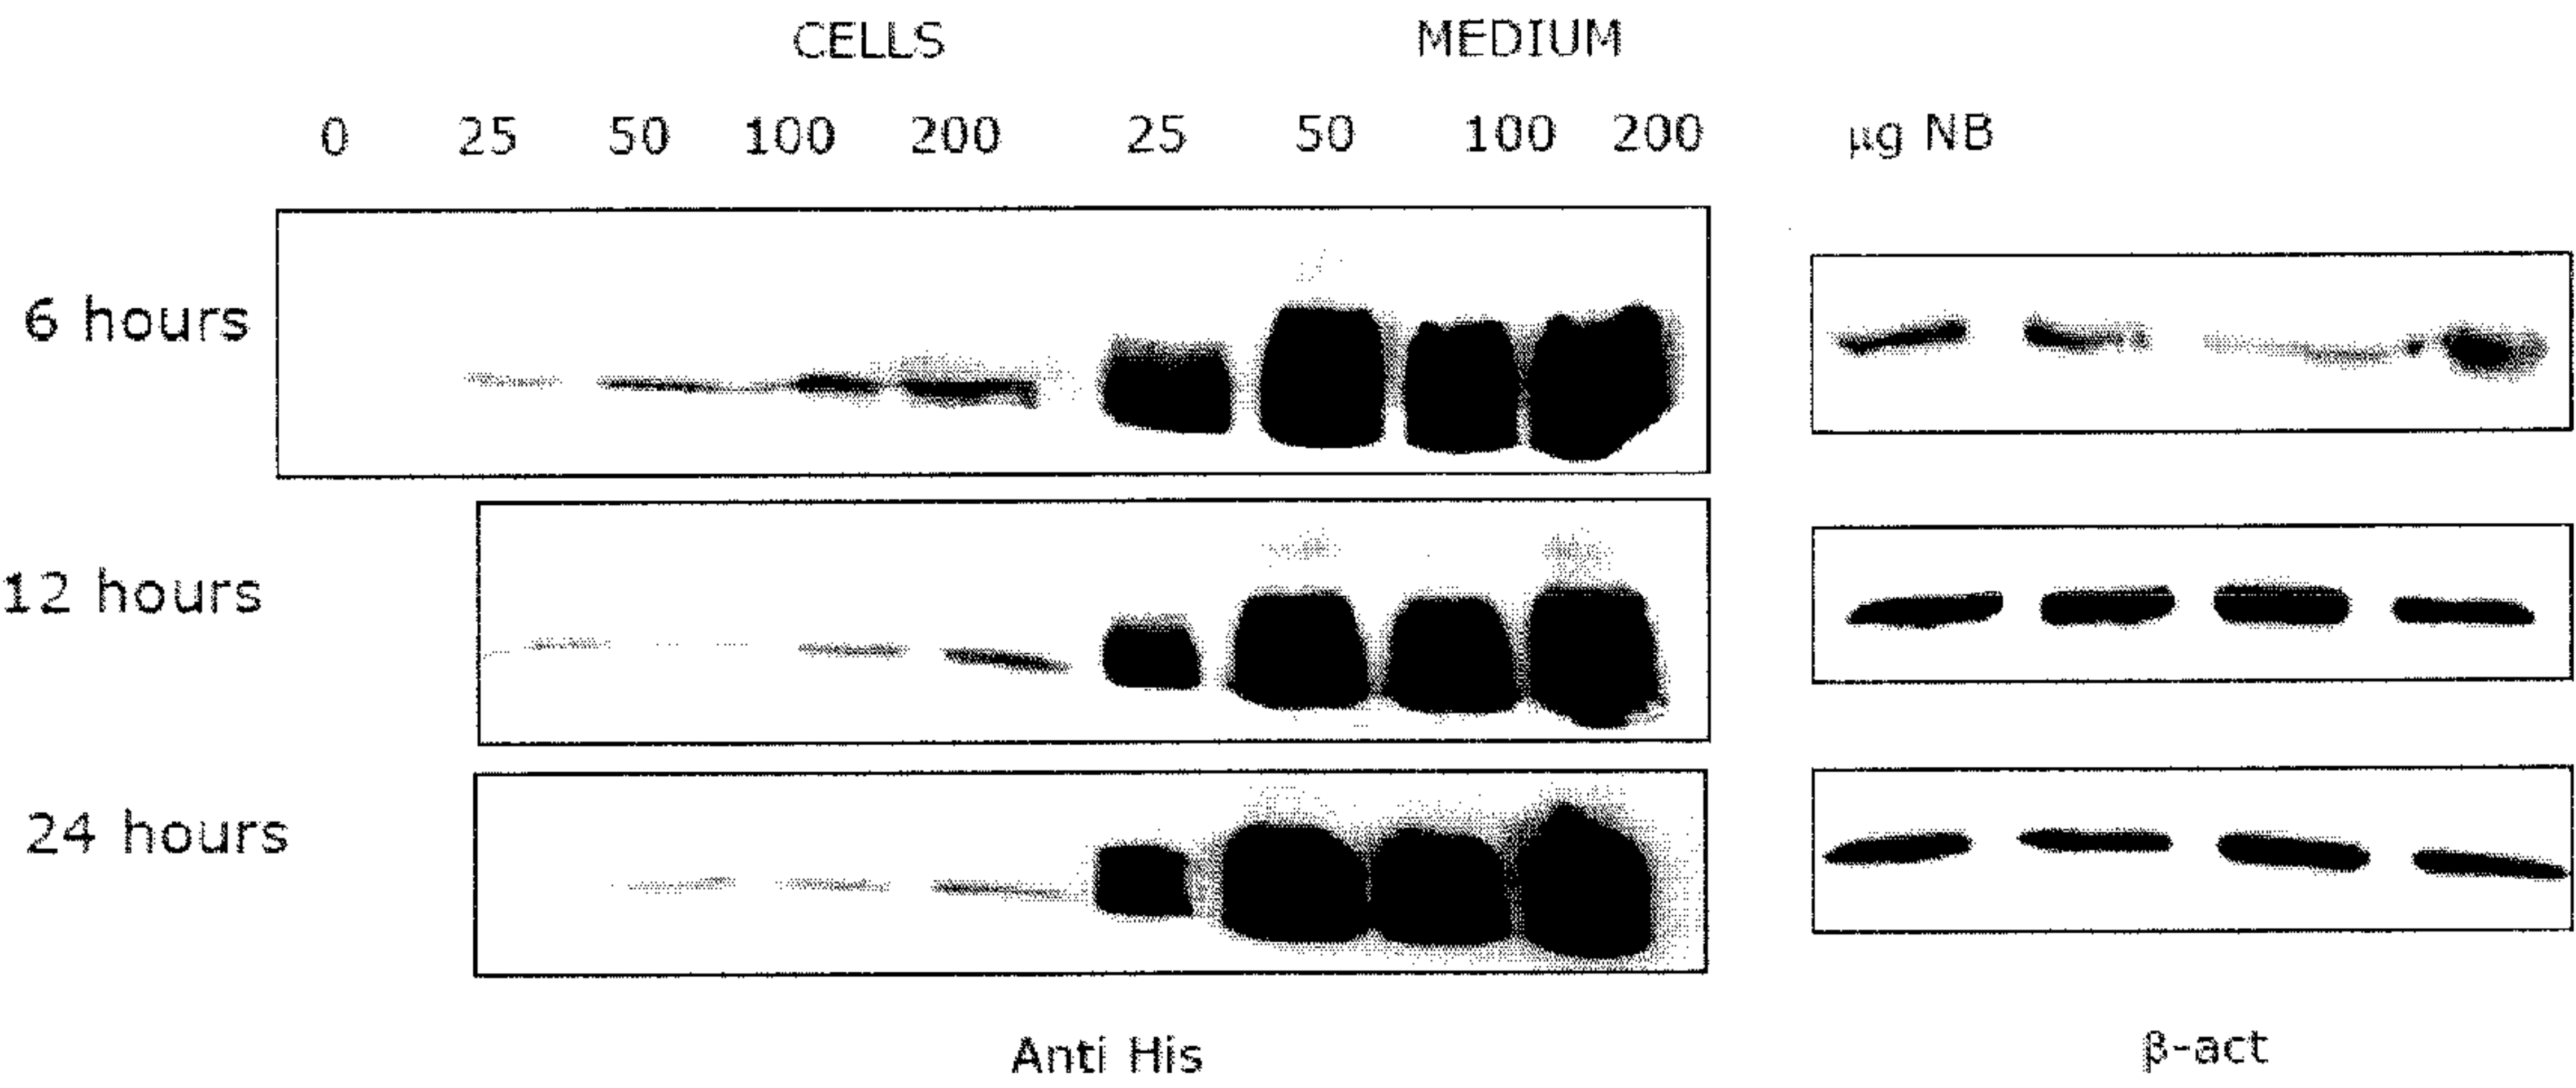 CELLS MEDIUM
0 25 50 100 200 25 50 100 200 µg NB
6 hours
12 hours
24 hours
Anti His β-act